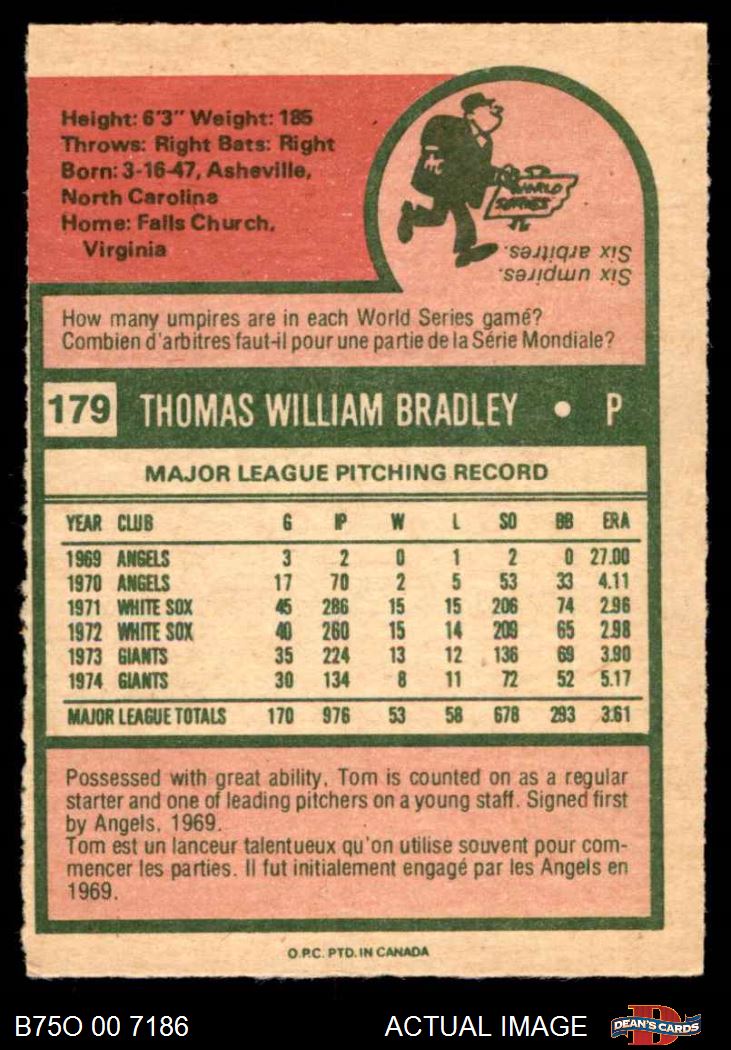 Height: 6'3" Weight: 185
Throws: Right Bats: Right
Born: 3-16-47, Asheville,
North Carolina
Home: Falls Church,
Virginia
WORLD
SERIES
Six umpires.
Six arbitres.
How many umpires are in each World Series game?
Combien d'arbitres faut-il pour une partie de la Série Mondiale?
179 THOMAS WILLIAM BRADLEY • P
MAJOR LEAGUE PITCHING RECORD
YEAR CLUB G IP W L SO BB ERA
1969 ANGELS 3 2 0 1 2 0 27.00
1970 ANGELS 17 70 2 5 53 33 4.11
1971 WHITE SOX 45 286 15 15 206 74 2.96
1972 WHITE SOX 40 260 15 14 209 65 2.98
1973 GIANTS 35 224 13 12 136 69 3.90
1974 GIANTS 30 134 8 11 72 52 5.17
MAJOR LEAGUE TOTALS 170 976 53 58 678 293 3.61
Possessed with great ability, Tom is counted on as a regular
starter and one of leading pitchers on a young staff. Signed first
by Angels, 1969.
Tom est un lanceur talentueux qu'on utilise souvent pour com-
mencer les parties. Il fut initialement engagé par les Angels en
1969.
O.P.C. PTD. IN CANADA
B75O 00 7186 ACTUAL IMAGE DEAN'S CARDS